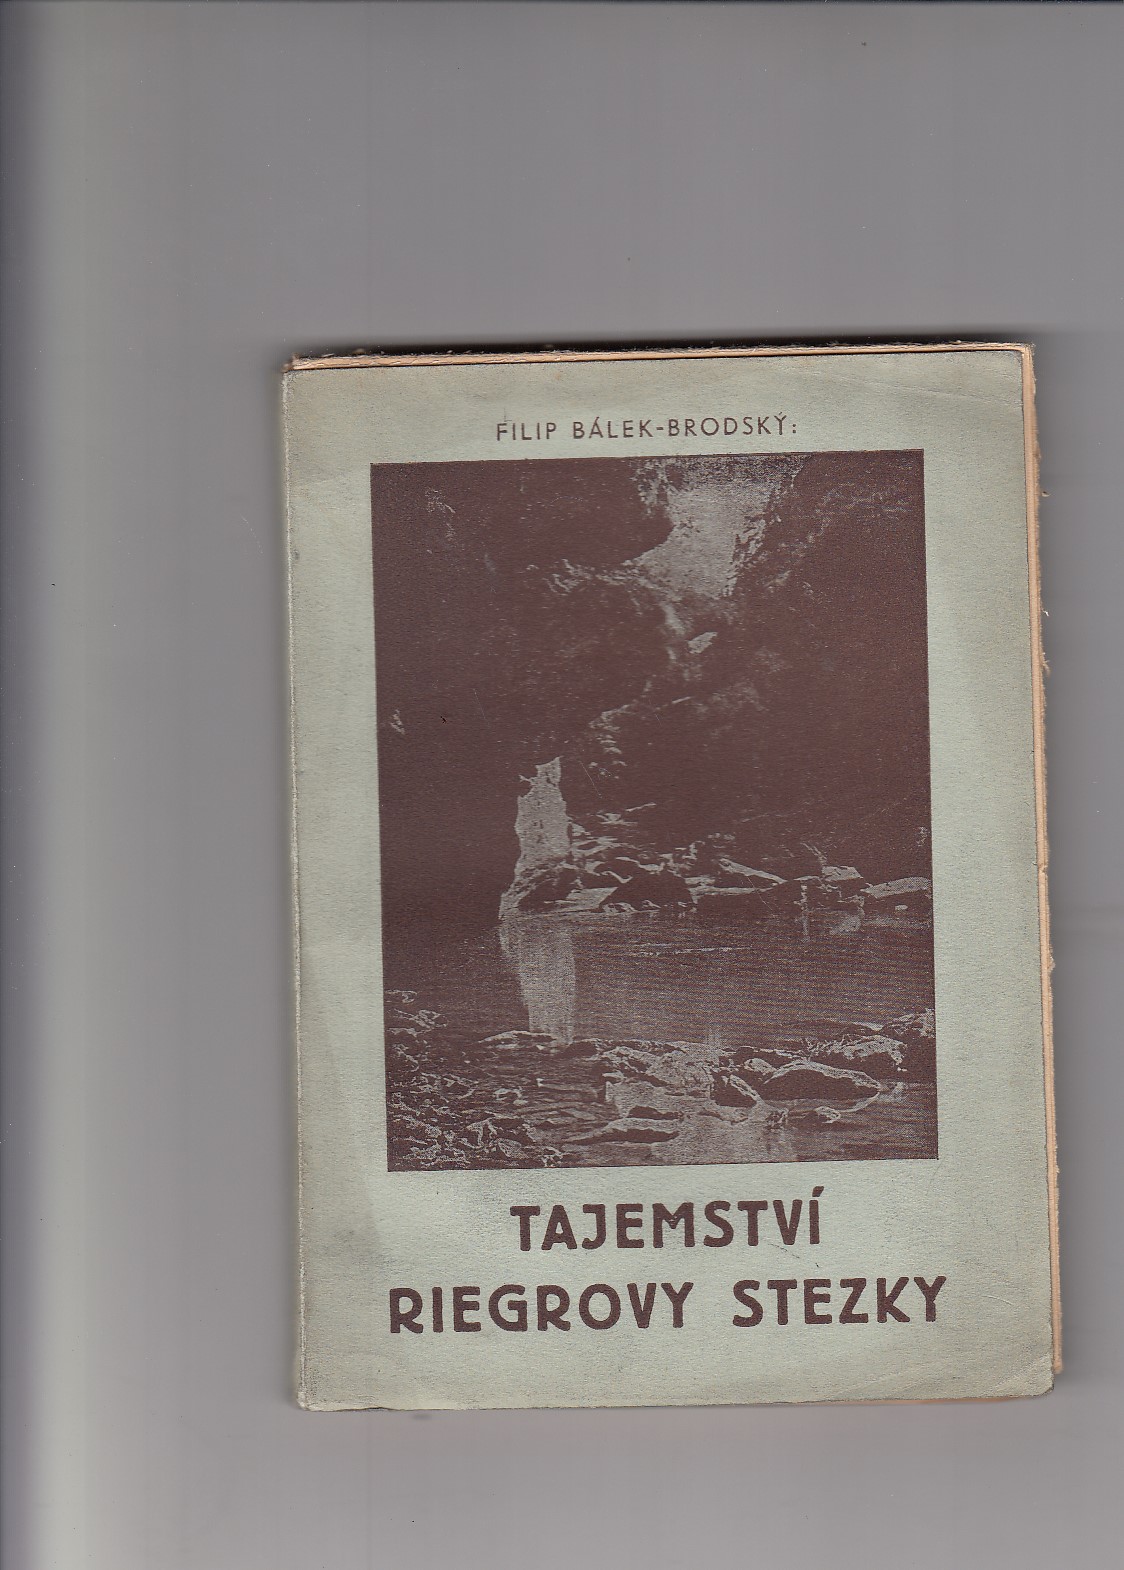 FILIP BÁLEK-BRODSKÝ:
TAJEMSTVÍ
RIEGROVY STEZKY